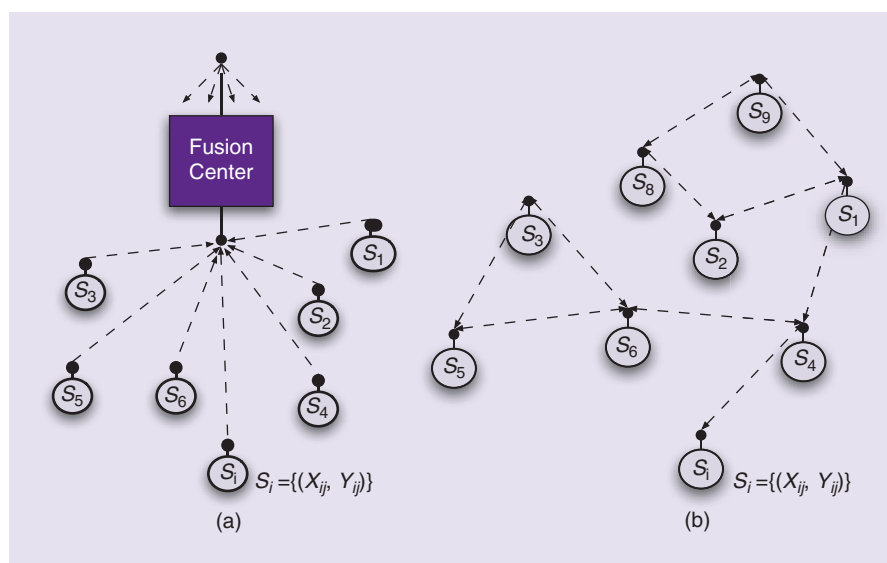 Fusion
Center
S1
S3
S2
S5
S6
S4
Si
Si ={(Xij, Yij)}
(a)
S9
S8
S1
S3
S2
S6
S5
S4
Si
Si ={(Xij, Yij)}
(b)